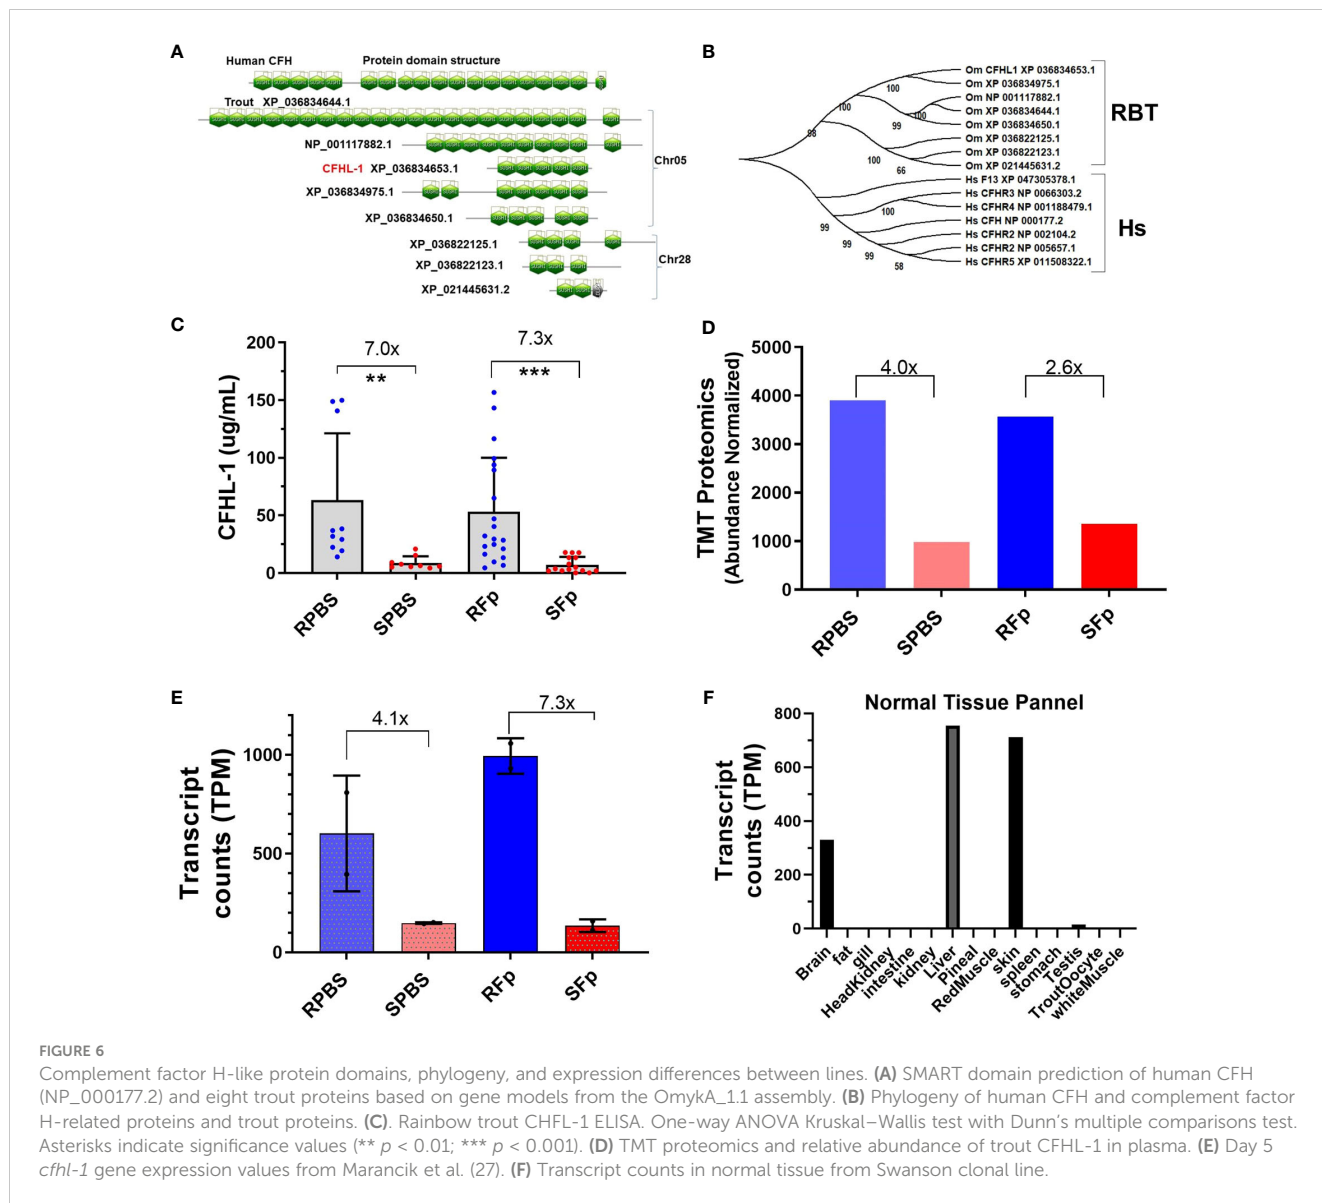 A
Human CFH
Protein domain structure
Trout XP_036834644.1
NP_001117882.1
CFHL-1 XP_036834653.1
XP_036834975.1
XP_036834650.1
XP_036822125.1
XP_036822123.1
XP_021445631.2
Chr05
Chr28
B
Om CFHL1 XP 036834653.1
Om XP 036834975.1
Om NP 001117882.1
Om XP 036834644.1
Om XP 036834650.1
Om XP 036822125.1
Om XP 036822123.1
Om XP 021445631.2
Hs F13 XP 047305378.1
Hs CFHR3 NP 0066303.2
Hs CFHR4 NP 001188479.1
Hs CFH NP 000177.2
Hs CFHR2 NP 002104.2
Hs CFHR2 NP 005657.1
Hs CFHR5 XP 011508322.1
100
100
100
99
98
100
66
100
99
99
99
58
RBT
Hs
C
CFHL-1 (ug/mL)
200
150
100
50
0
7.0x
**
7.3x
***
RPBS
SPBS
RFp
SFp
D
TMT Proteomics
(Abundance Normalized)
5000
4000
3000
2000
1000
0
4.0x
2.6x
RPBS
SPBS
RFp
SFp
E
Transcript
counts (TPM)
1000
500
0
4.1x
7.3x
RPBS
SPBS
RFp
SFp
F
Normal Tissue Pannel
Transcript
counts (TPM)
800
600
400
200
0
Brain
fat
gill
HeadKidney
intestine
kidney
Liver
Pineal
RedMuscle
skin
spleen
stomach
Testis
TroutOocyte
whiteMuscle
FIGURE 6
Complement factor H-like protein domains, phylogeny, and expression differences between lines. (A) SMART domain prediction of human CFH
(NP_000177.2) and eight trout proteins based on gene models from the OmykA_1.1 assembly. (B) Phylogeny of human CFH and complement factor
H-related proteins and trout proteins. (C). Rainbow trout CHFL-1 ELISA. One-way ANOVA Kruskal–Wallis test with Dunn's multiple comparisons test.
Asterisks indicate significance values (** p < 0.01; *** p < 0.001). (D) TMT proteomics and relative abundance of trout CFHL-1 in plasma. (E) Day 5
cfhl-1 gene expression values from Marancik et al. (27). (F) Transcript counts in normal tissue from Swanson clonal line.